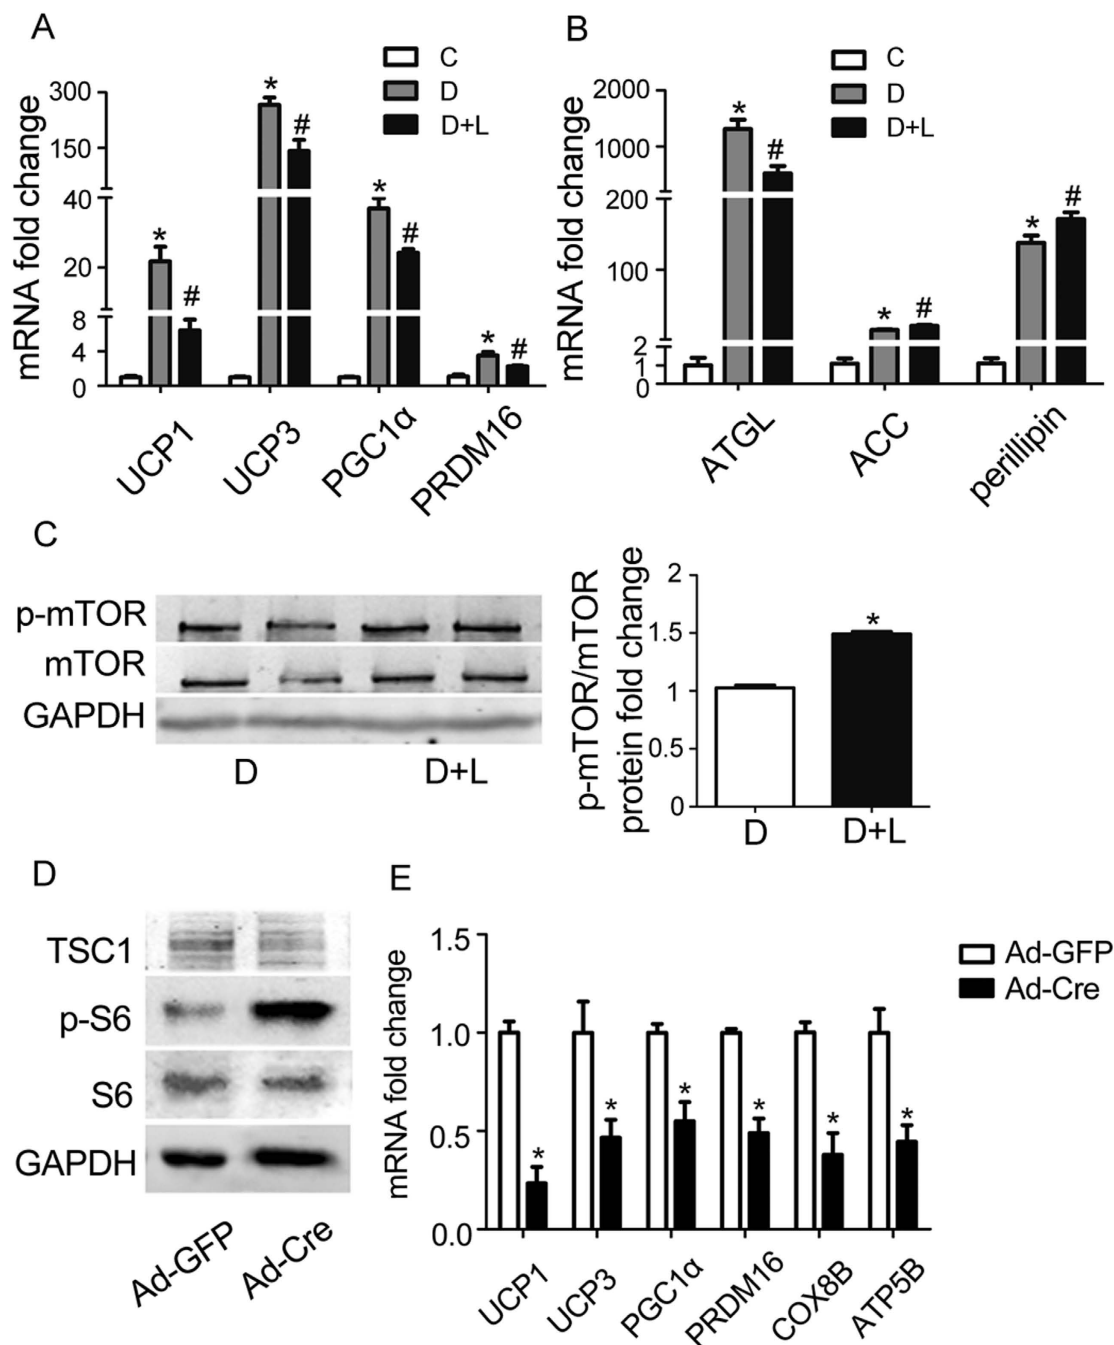 A
C
D
D+L
mRNA fold change
300
150
40
20
8
4
0
*
#
*
#
*
#
*
#
UCP1
UCP3
PGC1α
PRDM16
B
C
D
D+L
mRNA fold change
2000
1000
200
100
2
1
0
*
#
*
#
*
#
ATGL
ACC
perillipin
C
p-mTOR
mTOR
GAPDH
D
D+L
p-mTOR/mTOR
protein fold change
2
1.5
1
0.5
0
*
D
D+L
D
TSC1
p-S6
S6
GAPDH
Ad-GFP
Ad-Cre
E
mRNA fold change
1.5
1.0
0.5
0.0
Ad-GFP
Ad-Cre
*
*
*
*
*
*
UCP1
UCP3
PGC1α
PRDM16
COX8B
ATP5B